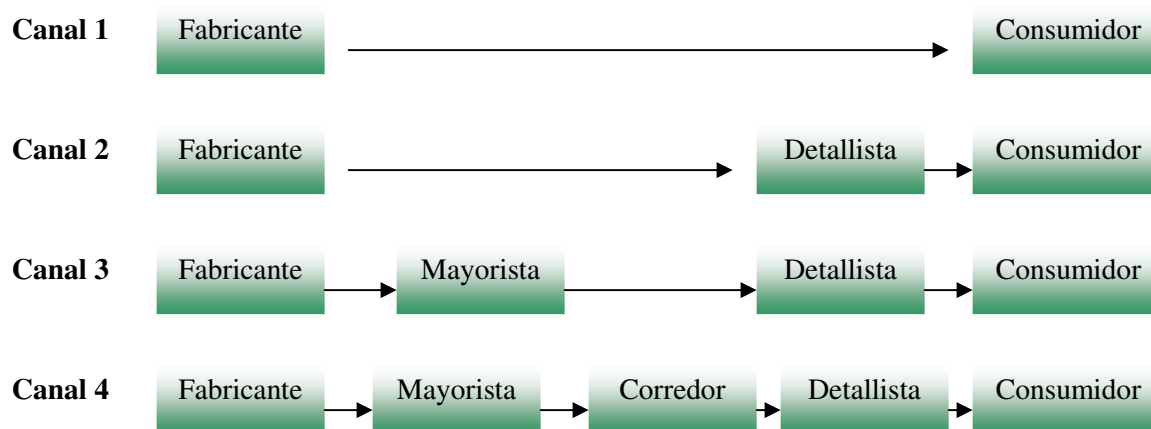 Canal 1 Fabricante Consumidor
Canal 2 Fabricante Detallista Consumidor
Canal 3 Fabricante Mayorista Detallista Consumidor
Canal 4 Fabricante Mayorista Corredor Detallista Consumidor